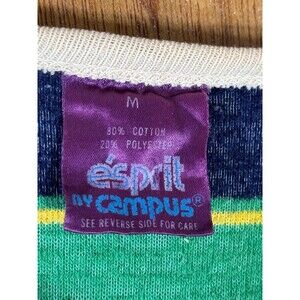 M
80% COTTON
20% POLYESTER
ésprit
BY campus®
SEE REVERSE SIDE FOR CARE